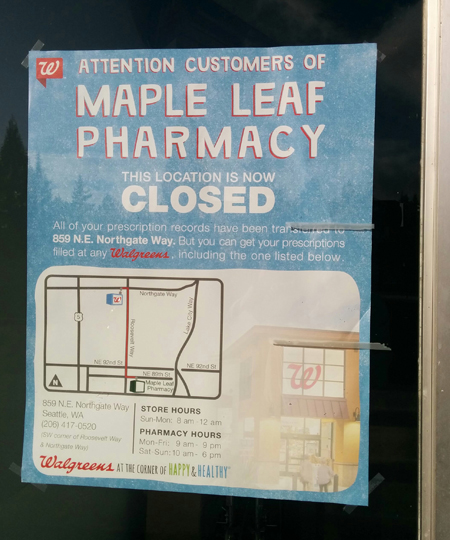 W ATTENTION CUSTOMERS OF
MAPLE LEAF
PHARMACY
THIS LOCATION IS NOW
CLOSED
All of your prescription records have been transferred to
859 N.E. Northgate Way. But you can get your prescriptions
filled at any Walgreens, including the one listed below.
Northgate Way
W
5
Roosevelt Way
Lake City Way
NE 92nd St
NE 92nd St
NE 89th St
Maple Leaf
Pharmacy
N
W
859 N.E. Northgate Way
Seattle, WA
(206) 417-0520
(SW corner of Roosevelt Way
& Northgate Way)
STORE HOURS
Sun-Mon: 8 am - 12 am
PHARMACY HOURS
Mon-Fri: 9 am - 9 pm
Sat-Sun: 10 am - 6 pm
Walgreens AT THE CORNER OF HAPPY & HEALTHY